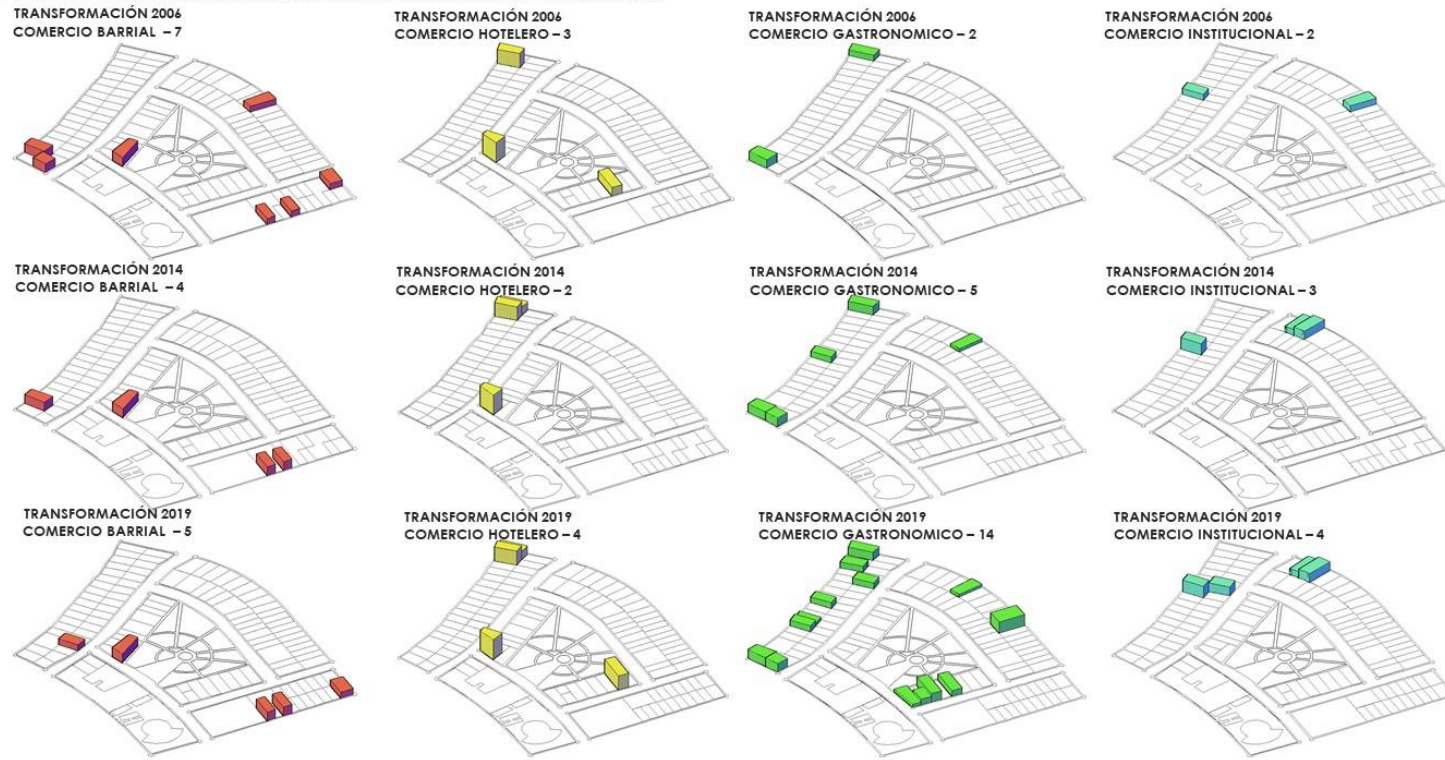 TRANSFORMACIÓN 2006
COMERCIO BARRIAL – 7
TRANSFORMACIÓN 2006
COMERCIO HOTELERO – 3
TRANSFORMACIÓN 2006
COMERCIO GASTRONOMICO – 2
TRANSFORMACIÓN 2006
COMERCIO INSTITUCIONAL – 2
TRANSFORMACIÓN 2014
COMERCIO BARRIAL – 4
TRANSFORMACIÓN 2014
COMERCIO HOTELERO – 2
TRANSFORMACIÓN 2014
COMERCIO GASTRONOMICO – 5
TRANSFORMACIÓN 2014
COMERCIO INSTITUCIONAL – 3
TRANSFORMACIÓN 2019
COMERCIO BARRIAL – 5
TRANSFORMACIÓN 2019
COMERCIO HOTELERO – 4
TRANSFORMACIÓN 2019
COMERCIO GASTRONOMICO – 14
TRANSFORMACIÓN 2019
COMERCIO INSTITUCIONAL – 4